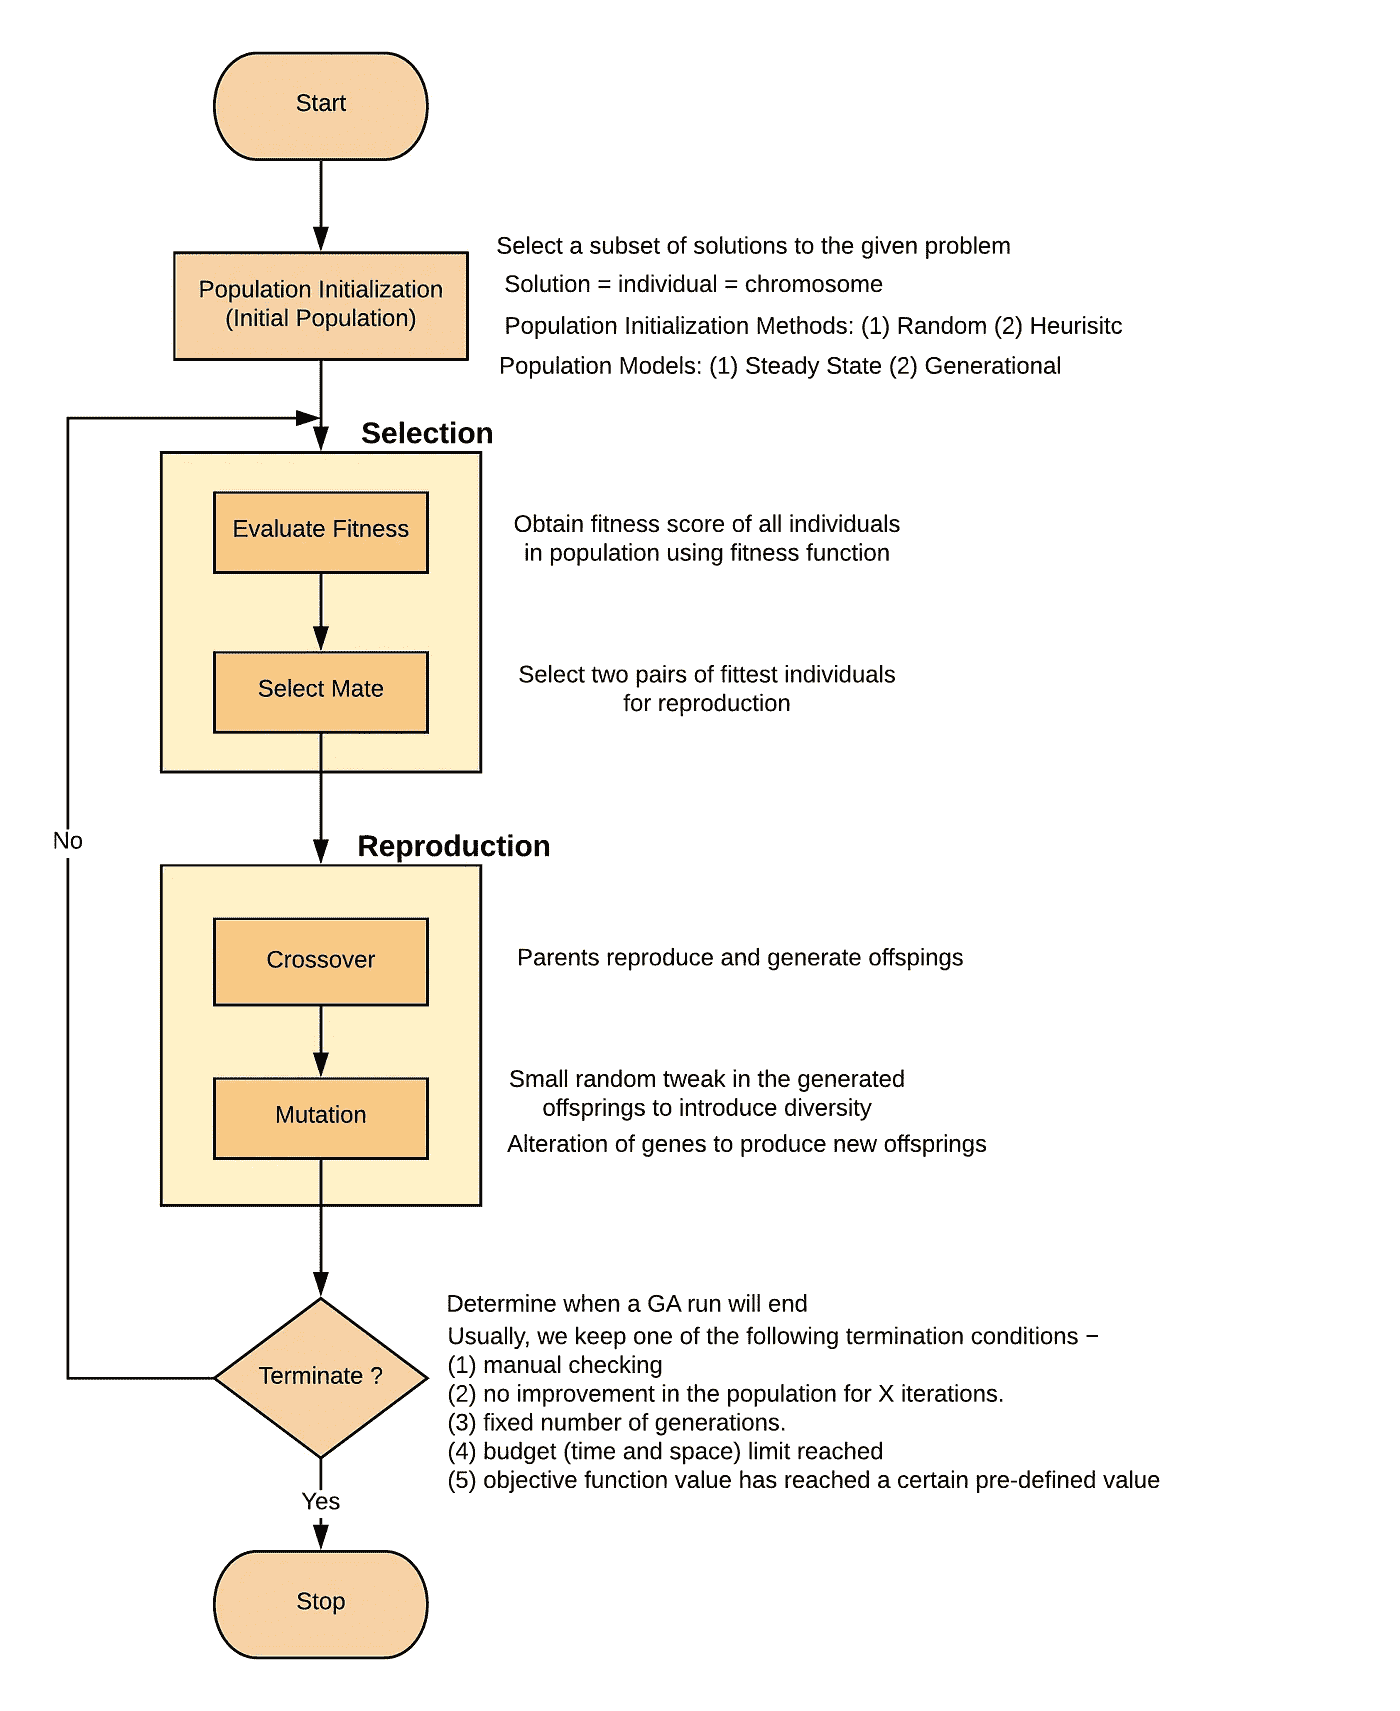 Start
Population Initialization
(Initial Population)
Select a subset of solutions to the given problem
Solution = individual = chromosome
Population Initialization Methods: (1) Random (2) Heurisitc
Population Models: (1) Steady State (2) Generational
Selection
Evaluate Fitness
Obtain fitness score of all individuals
in population using fitness function
Select Mate
Select two pairs of fittest individuals
for reproduction
No
Reproduction
Crossover
Parents reproduce and generate offspings
Mutation
Small random tweak in the generated
offsprings to introduce diversity
Alteration of genes to produce new offsprings
Terminate ?
Determine when a GA run will end
Usually, we keep one of the following termination conditions −
(1) manual checking
(2) no improvement in the population for X iterations.
(3) fixed number of generations.
(4) budget (time and space) limit reached
(5) objective function value has reached a certain pre-defined value
Yes
Stop